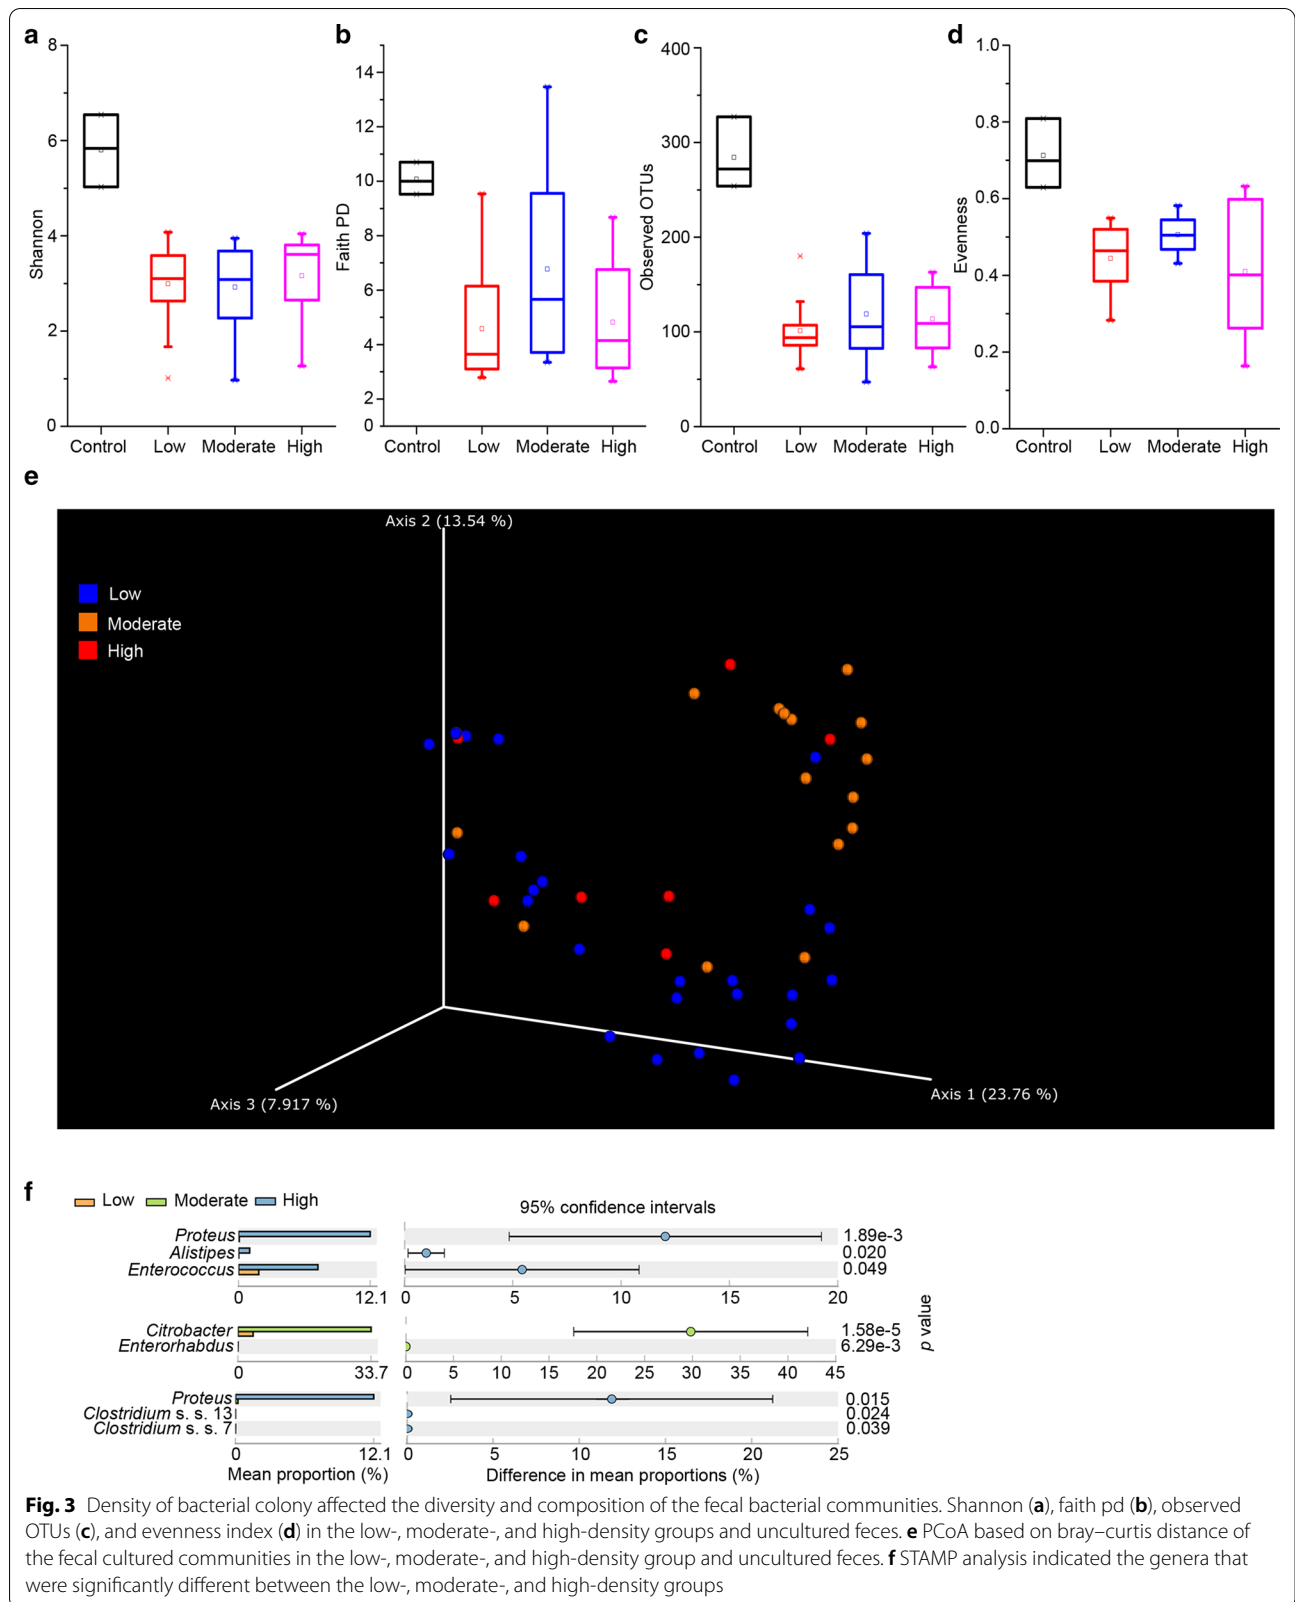 a
8
6
4
2
0
Shannon
Control Low Moderate High
b
14
12
10
8
6
4
2
0
Faith PD
Control Low Moderate High
c
400
300
200
100
0
Observed OTUs
Control Low Moderate High
d
1.0
0.8
0.6
0.4
0.2
0.0
Evenness
Control Low Moderate High
e
Axis 2 (13.54 %)
Low
Moderate
High
Axis 3 (7.917 %)
Axis 1 (23.76 %)
f
Low Moderate High
95% confidence intervals
Proteus 1.89e-3
Alistipes 0.020
Enterococcus 0.049
0 12.1 0 5 10 15 20
Citrobacter 1.58e-5
Enterorhabdus 6.29e-3
0 33.7 0 5 10 15 20 25 30 35 40 45
Proteus 0.015
Clostridium s. s. 13 0.024
Clostridium s. s. 7 0.039
0 12.1 0 5 10 15 20 25
Mean proportion (%) Difference in mean proportions (%)
p value
Fig. 3 Density of bacterial colony affected the diversity and composition of the fecal bacterial communities. Shannon (a), faith pd (b), observed
OTUs (c), and evenness index (d) in the low-, moderate-, and high-density groups and uncultured feces. e PCoA based on bray–curtis distance of
the fecal cultured communities in the low-, moderate-, and high-density group and uncultured feces. f STAMP analysis indicated the genera that
were significantly different between the low-, moderate-, and high-density groups